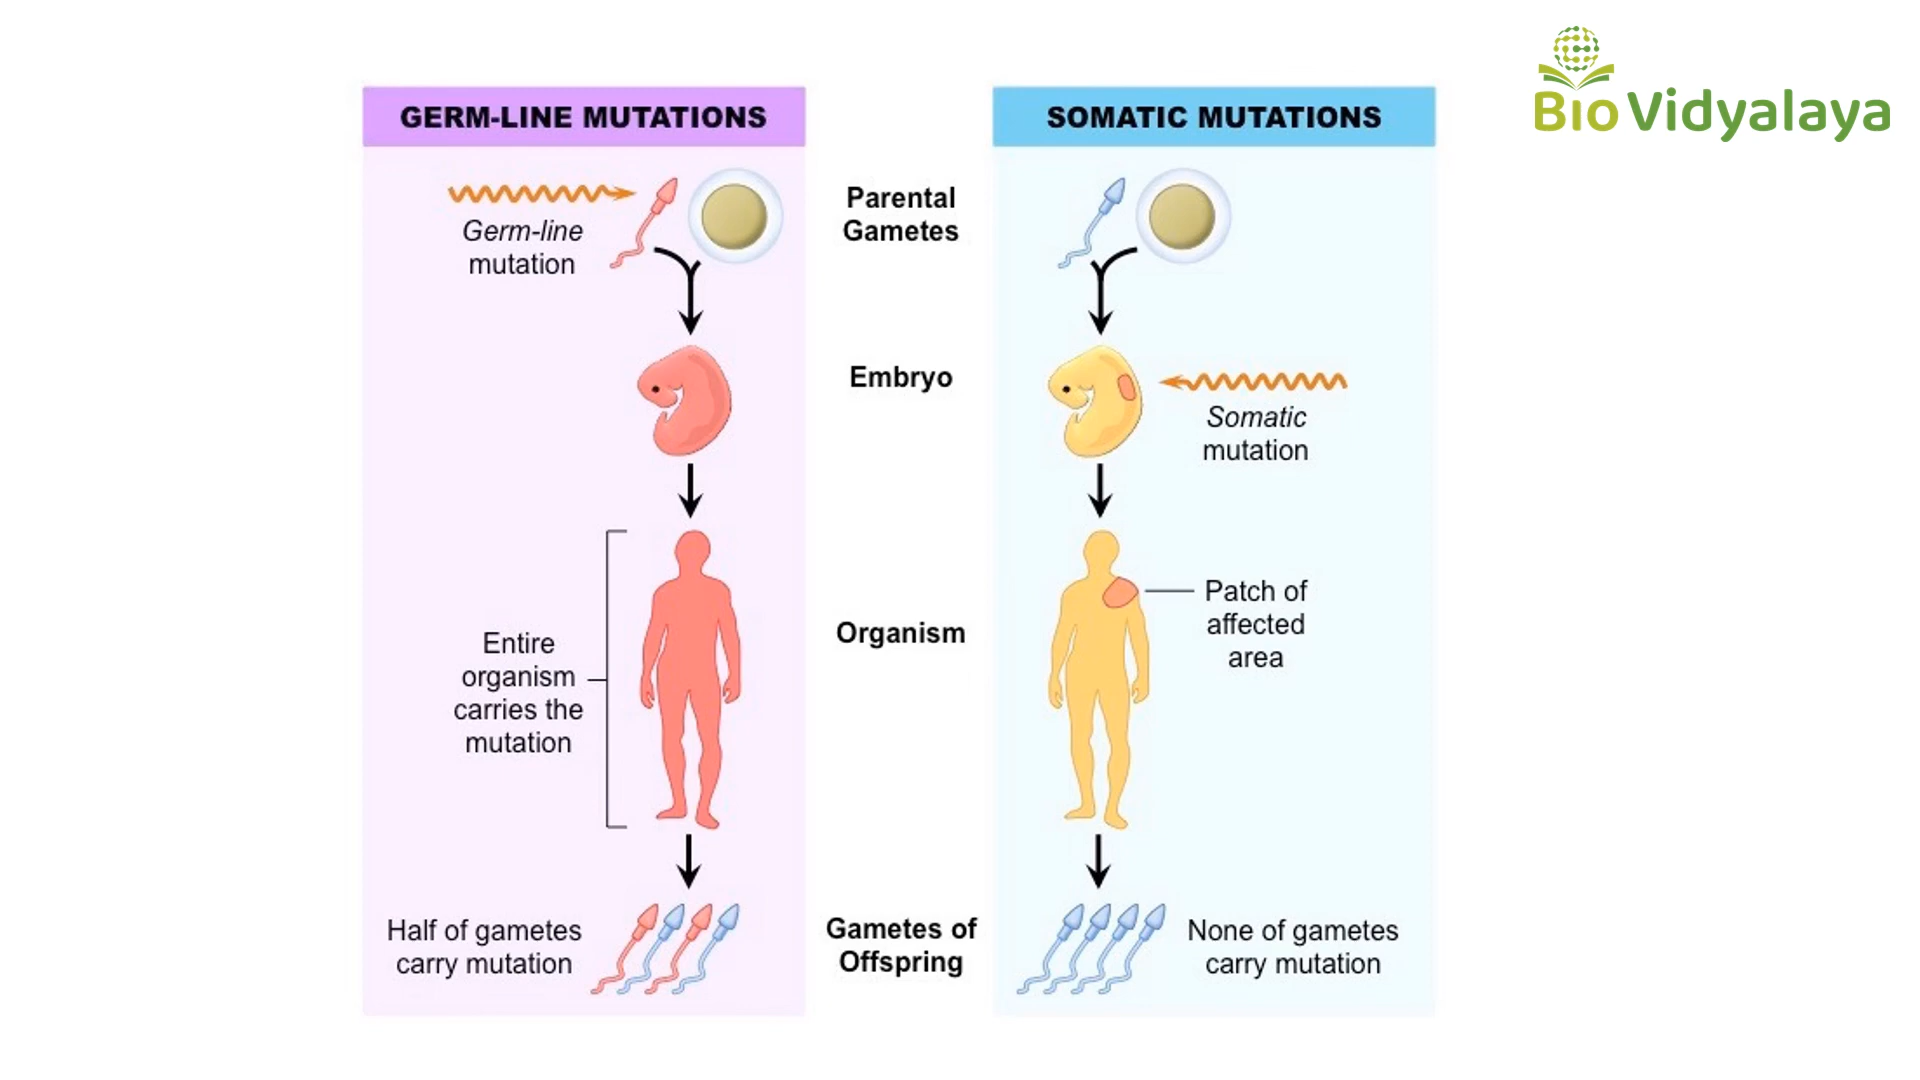 Bio Vidyalaya
GERM-LINE MUTATIONS
SOMATIC MUTATIONS
Germ-line
mutation
Parental
Gametes
Embryo
Somatic
mutation
Entire
organism
carries the
mutation
Organism
Patch of
affected
area
Half of gametes
carry mutation
Gametes of
Offspring
None of gametes
carry mutation